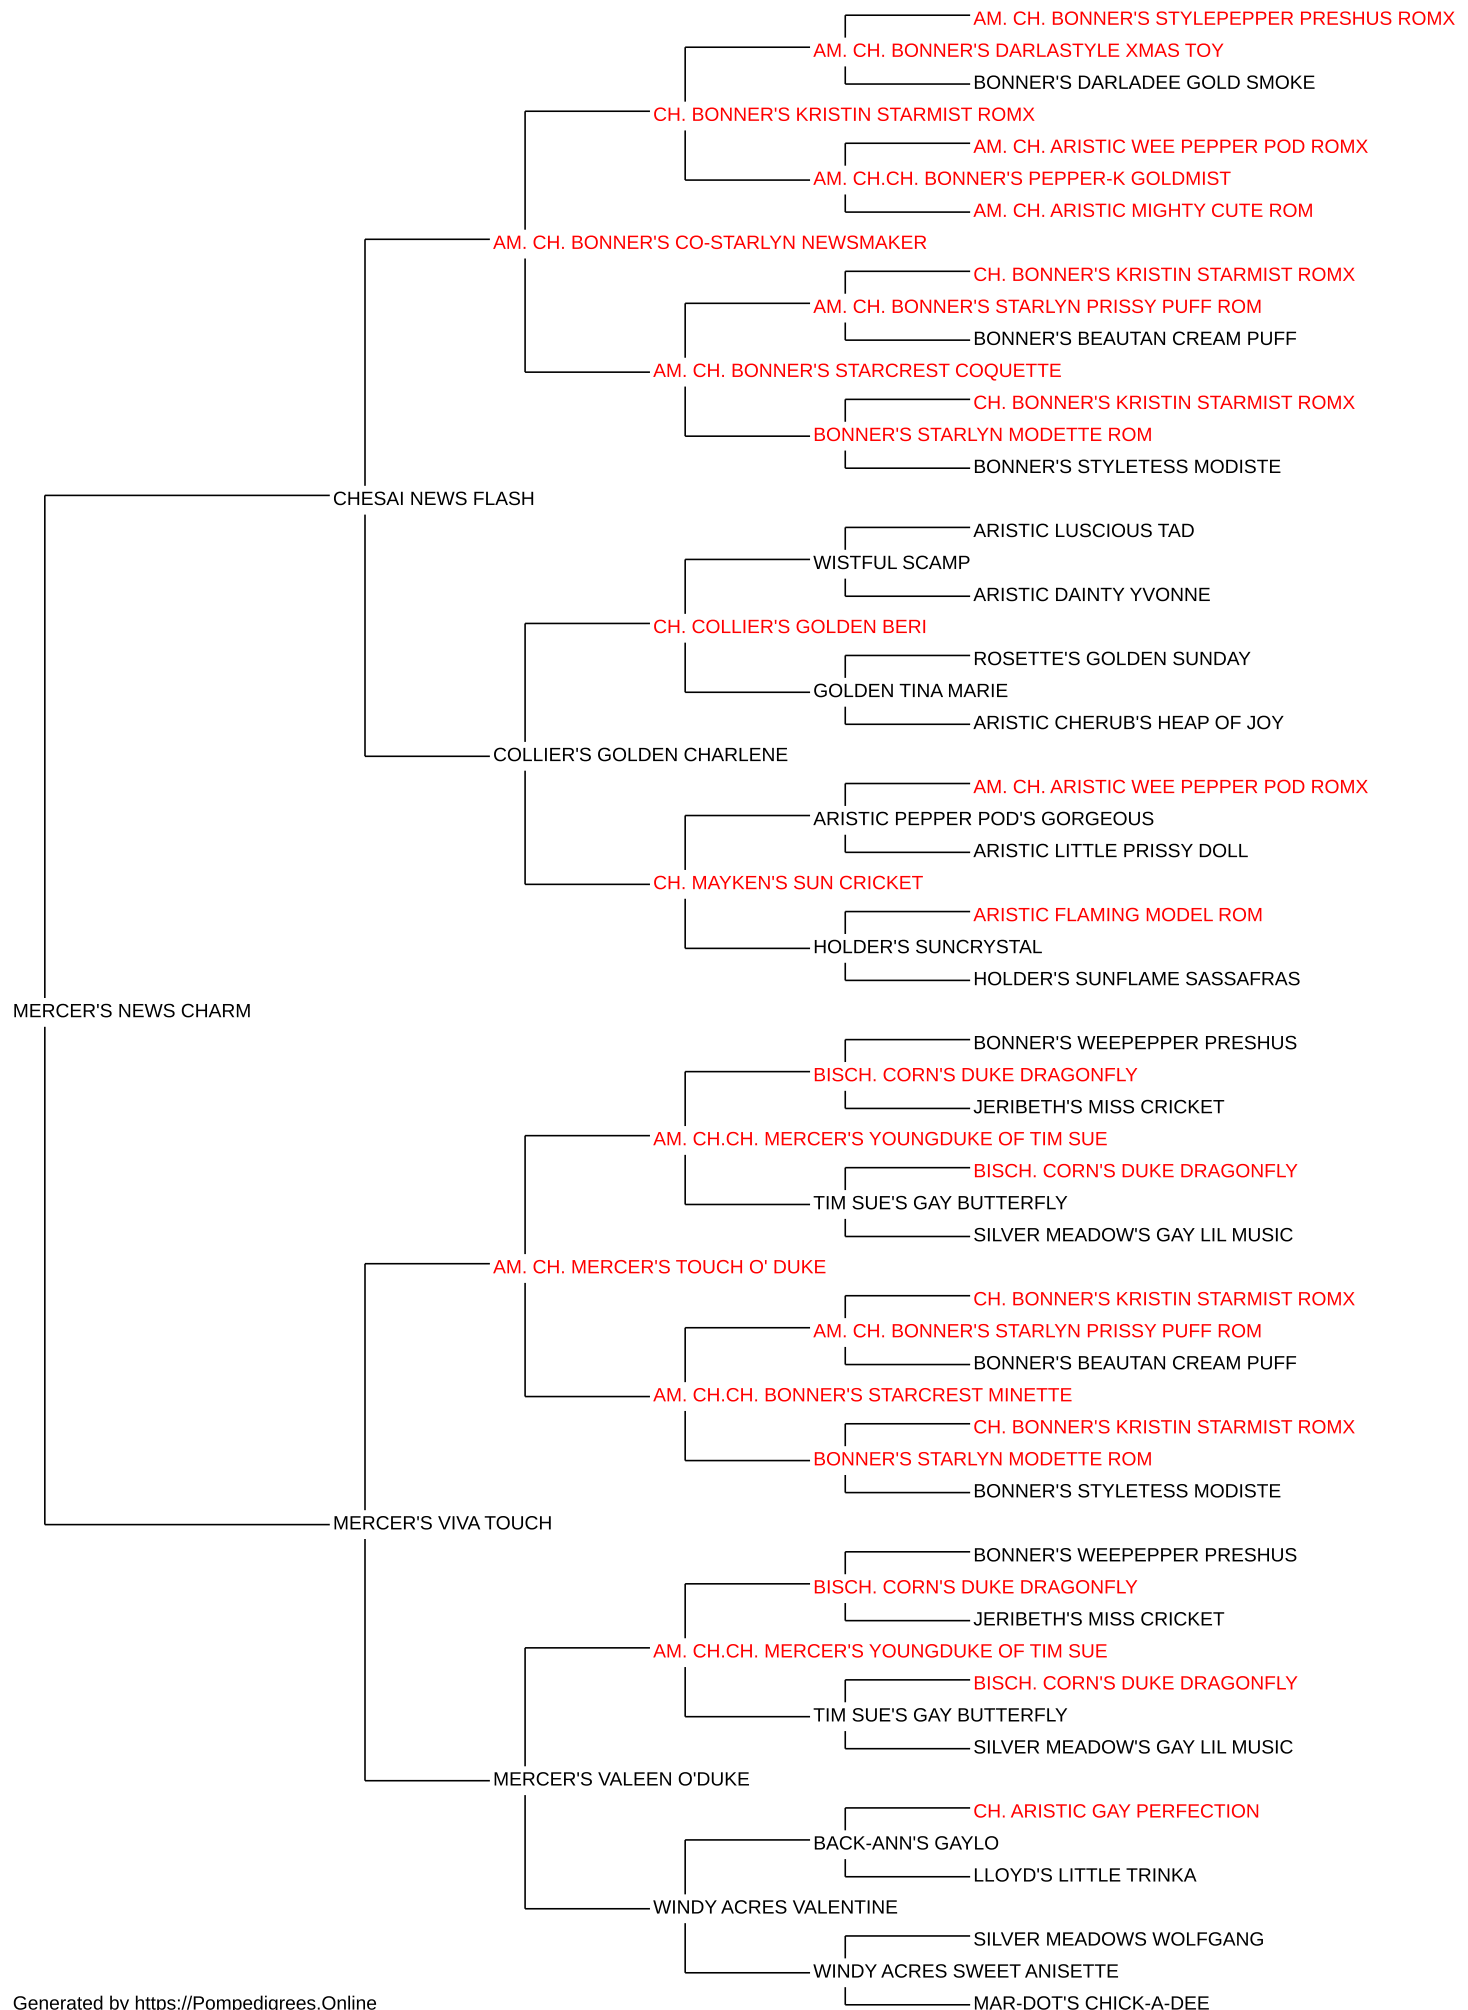 AM. CH. BONNER'S STYLEPEPPER PRESHUS ROMX
AM. CH. BONNER'S DARLASTYLE XMAS TOY
BONNER'S DARLADEE GOLD SMOKE
CH. BONNER'S KRISTIN STARMIST ROMX
AM. CH. ARISTIC WEE PEPPER POD ROMX
AM. CH.CH. BONNER'S PEPPER-K GOLDMIST
AM. CH. ARISTIC MIGHTY CUTE ROM
AM. CH. BONNER'S CO-STARLYN NEWSMAKER
CH. BONNER'S KRISTIN STARMIST ROMX
AM. CH. BONNER'S STARLYN PRISSY PUFF ROM
BONNER'S BEAUTAN CREAM PUFF
AM. CH. BONNER'S STARCREST COQUETTE
CH. BONNER'S KRISTIN STARMIST ROMX
BONNER'S STARLYN MODETTE ROM
BONNER'S STYLETESS MODISTE
CHESAI NEWS FLASH
ARISTIC LUSCIOUS TAD
WISTFUL SCAMP
ARISTIC DAINTY YVONNE
CH. COLLIER'S GOLDEN BERI
ROSETTE'S GOLDEN SUNDAY
GOLDEN TINA MARIE
ARISTIC CHERUB'S HEAP OF JOY
COLLIER'S GOLDEN CHARLENE
AM. CH. ARISTIC WEE PEPPER POD ROMX
ARISTIC PEPPER POD'S GORGEOUS
ARISTIC LITTLE PRISSY DOLL
CH. MAYKEN'S SUN CRICKET
ARISTIC FLAMING MODEL ROM
HOLDER'S SUNCRYSTAL
HOLDER'S SUNFLAME SASSAFRAS
MERCER'S NEWS CHARM
BONNER'S WEEPEPPER PRESHUS
BISCH. CORN'S DUKE DRAGONFLY
JERIBETH'S MISS CRICKET
AM. CH.CH. MERCER'S YOUNGDUKE OF TIM SUE
BISCH. CORN'S DUKE DRAGONFLY
TIM SUE'S GAY BUTTERFLY
SILVER MEADOW'S GAY LIL MUSIC
AM. CH. MERCER'S TOUCH O' DUKE
CH. BONNER'S KRISTIN STARMIST ROMX
AM. CH. BONNER'S STARLYN PRISSY PUFF ROM
BONNER'S BEAUTAN CREAM PUFF
AM. CH.CH. BONNER'S STARCREST MINETTE
CH. BONNER'S KRISTIN STARMIST ROMX
BONNER'S STARLYN MODETTE ROM
BONNER'S STYLETESS MODISTE
MERCER'S VIVA TOUCH
BONNER'S WEEPEPPER PRESHUS
BISCH. CORN'S DUKE DRAGONFLY
JERIBETH'S MISS CRICKET
AM. CH.CH. MERCER'S YOUNGDUKE OF TIM SUE
BISCH. CORN'S DUKE DRAGONFLY
TIM SUE'S GAY BUTTERFLY
SILVER MEADOW'S GAY LIL MUSIC
MERCER'S VALEEN O'DUKE
CH. ARISTIC GAY PERFECTION
BACK-ANN'S GAYLO
LLOYD'S LITTLE TRINKA
WINDY ACRES VALENTINE
SILVER MEADOWS WOLFGANG
WINDY ACRES SWEET ANISETTE
MAR-DOT'S CHICK-A-DEE
Generated by https://Pompedigrees.Online